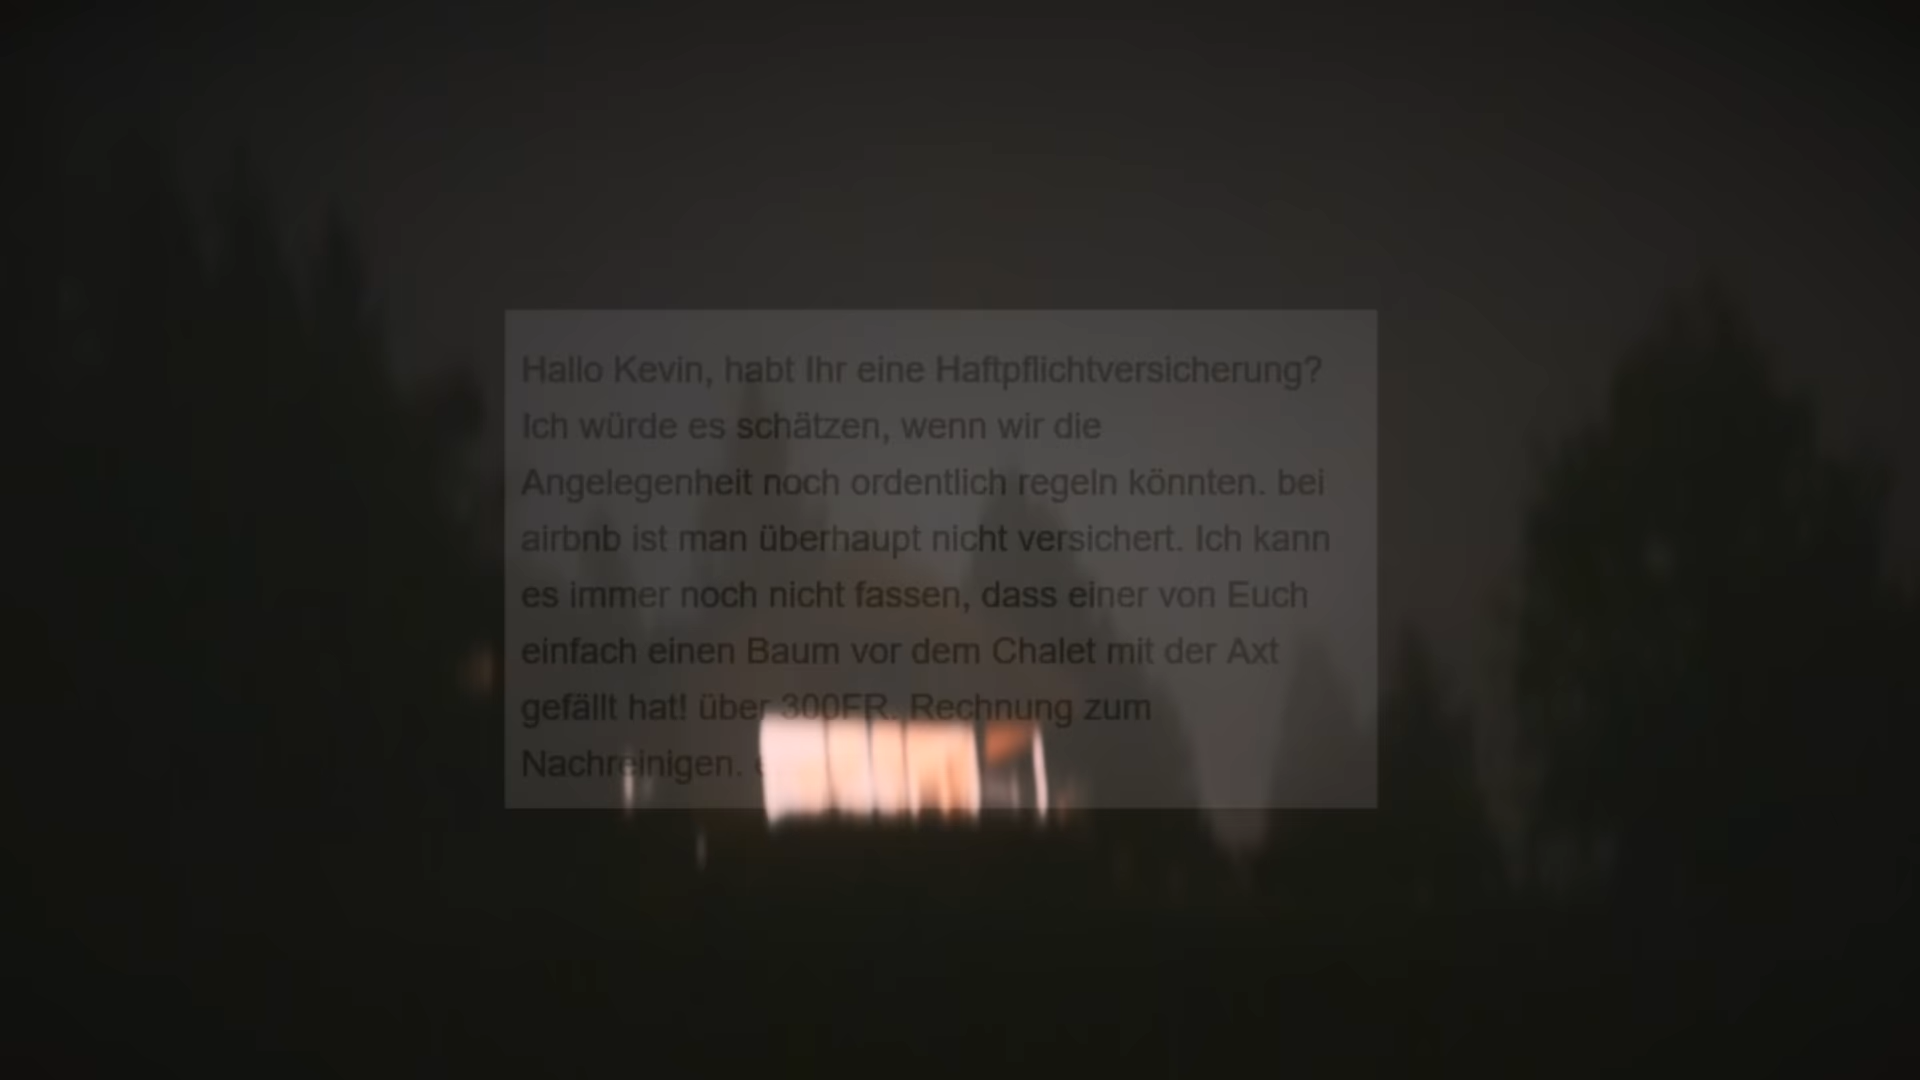 Hallo Kevin, habt Ihr eine Haftpflichtversicherung?
Ich würde es schätzen, wenn wir die
Angelegenheit noch ordentlich regeln könnten. bei
airbnb ist man überhaupt nicht versichert. Ich kann
es immer noch nicht fassen, dass einer von Euch
einfach einen Baum vor dem Chalet mit der Axt
gefällt hat! über 300FR. Rechnung zum
Nachreinigen.